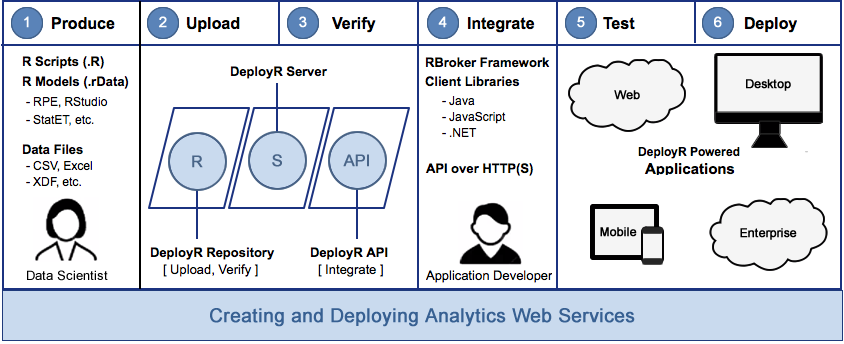 1 Produce
2 Upload
3 Verify
4 Integrate
5 Test
6 Deploy
R Scripts (.R)
R Models (.rData)
- RPE, RStudio
- StatET, etc.
Data Files
- CSV, Excel
- XDF, etc.
Data Scientist
DeployR Server
R
S
API
DeployR Repository
[ Upload, Verify ]
DeployR API
[ Integrate ]
RBroker Framework
Client Libraries
- Java
- JavaScript
- .NET
API over HTTP(S)
Application Developer
Web
Desktop
DeployR Powered
Applications
Mobile
Enterprise
Creating and Deploying Analytics Web Services